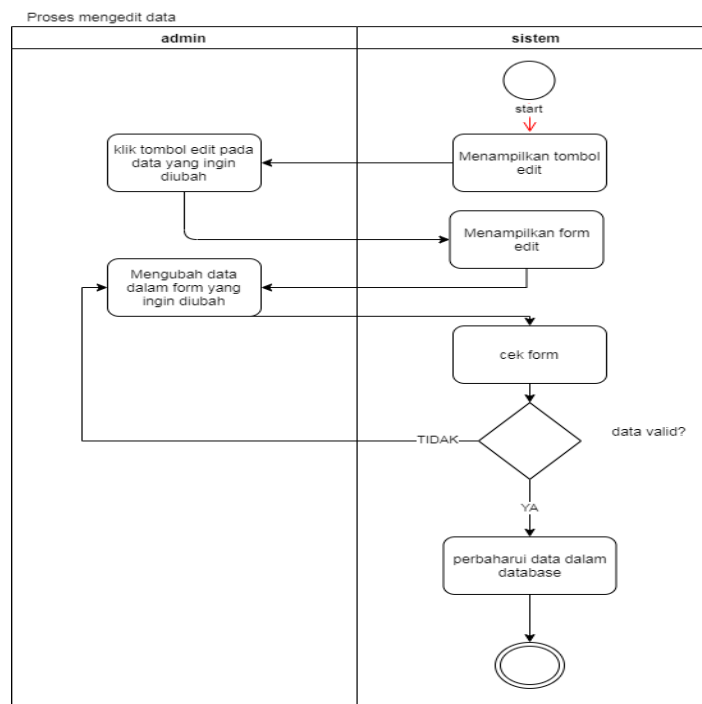 Proses mengedit data
admin
sistem
start
Menampilkan tombol
edit
klik tombol edit pada
data yang ingin
diubah
Menampilkan form
edit
Mengubah data
dalam form yang
ingin diubah
cek form
data valid?
TIDAK
YA
perbaharui data dalam
database